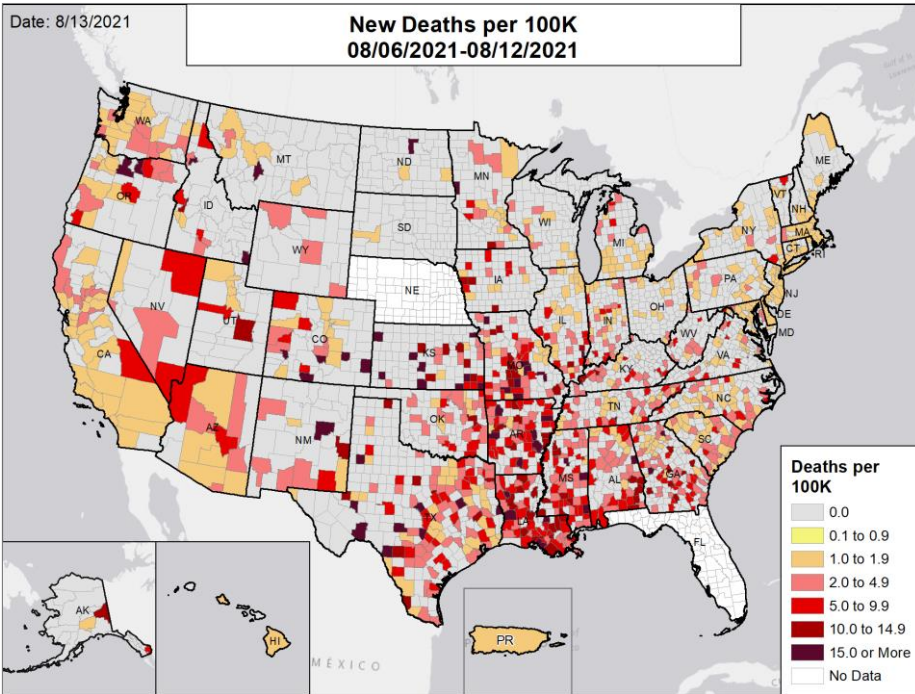 Date: 8/13/2021
New Deaths per 100K
08/06/2021-08/12/2021
WA
MT
ND
MN
ME
OR
ID
SD
WI
MI
VT
NH
NY
MA
CT
RI
WY
IA
NE
PA
NJ
NV
UT
CO
IL
IN
OH
DE
MD
CA
KS
MO
WV
VA
KY
AZ
NM
OK
AR
TN
NC
SC
MS
AL
GA
TX
LA
FL
AK
HI
PR
MÉXICO
Deaths per
100K
0.0
0.1 to 0.9
1.0 to 1.9
2.0 to 4.9
5.0 to 9.9
10.0 to 14.9
15.0 or More
No Data